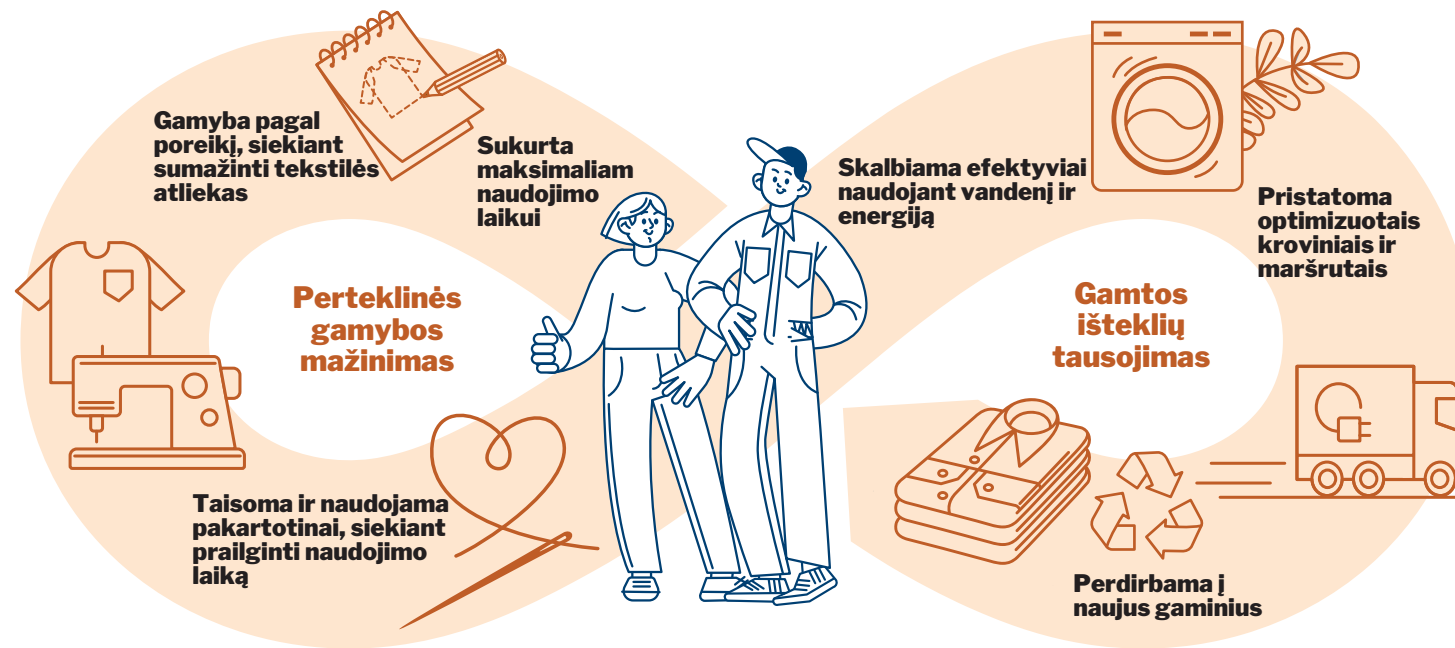 Gamyba pagal
poreikį, siekiant
sumažinti tekstilės
atliekas
Sukurta
maksimaliam
naudojimo
laikui
Perteklinės
gamybos
mažinimas
Taisoma ir naudojama
pakartotinai, siekiant
prailginti naudojimo
laiką
Skalbiama efektyviai
naudojant vandenį ir
energiją
Pristatoma
optimizuotais
kroviniais ir
maršrutais
Gamtos
išteklių
tausojimas
Perdirbama į
naujus gaminius